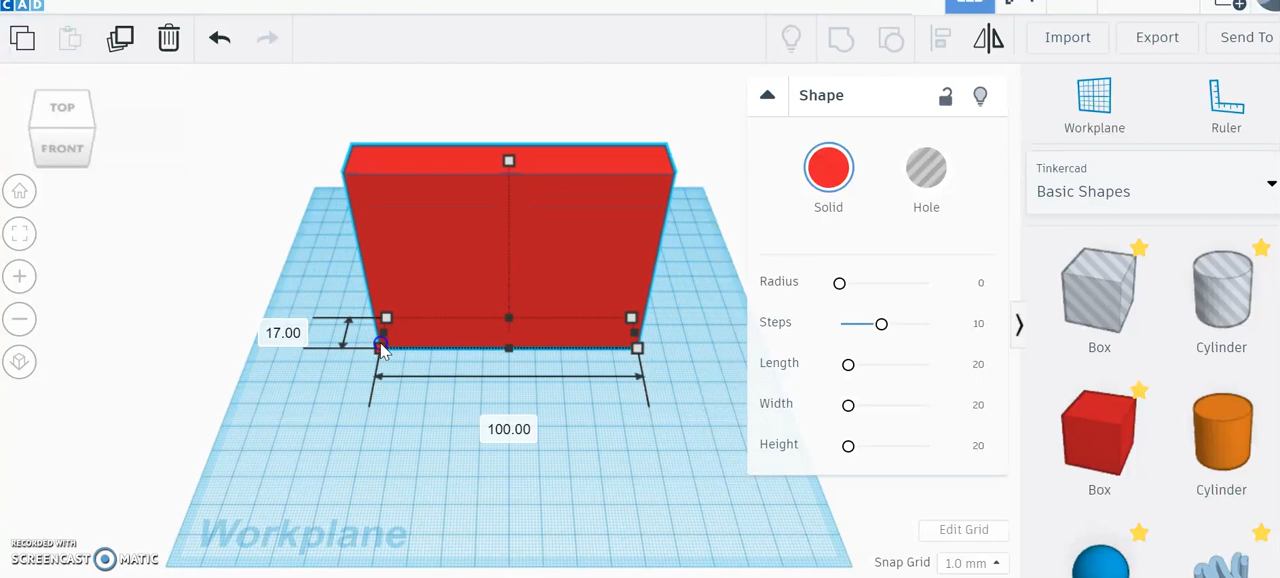 CAD
Import
Export
Send To
TOP
FRONT
Shape
Solid
Hole
Radius 0
Steps 10
Length 20
Width 20
Height 20
17.00
100.00
Workplane
Edit Grid
Snap Grid 1.0 mm
Workplane
Ruler
Tinkercad
Basic Shapes
Box
Cylinder
Box
Cylinder
RECORDED WITH
SCREENCAST MATIC